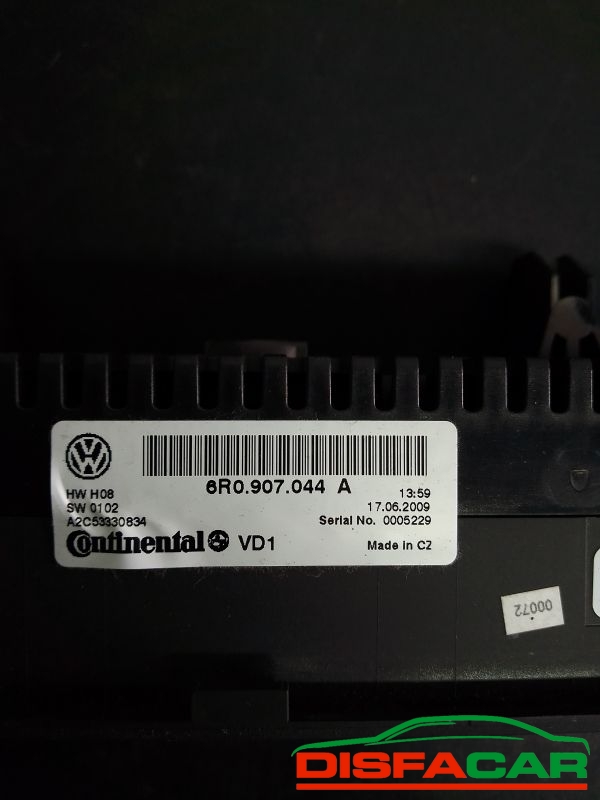 6R0.907.044 A
HW H08
13:59
SW 0102
17.06.2009
A2C53330834
Serial No. 0005229
Continental VD1
Made in CZ
00072
DISFACAR